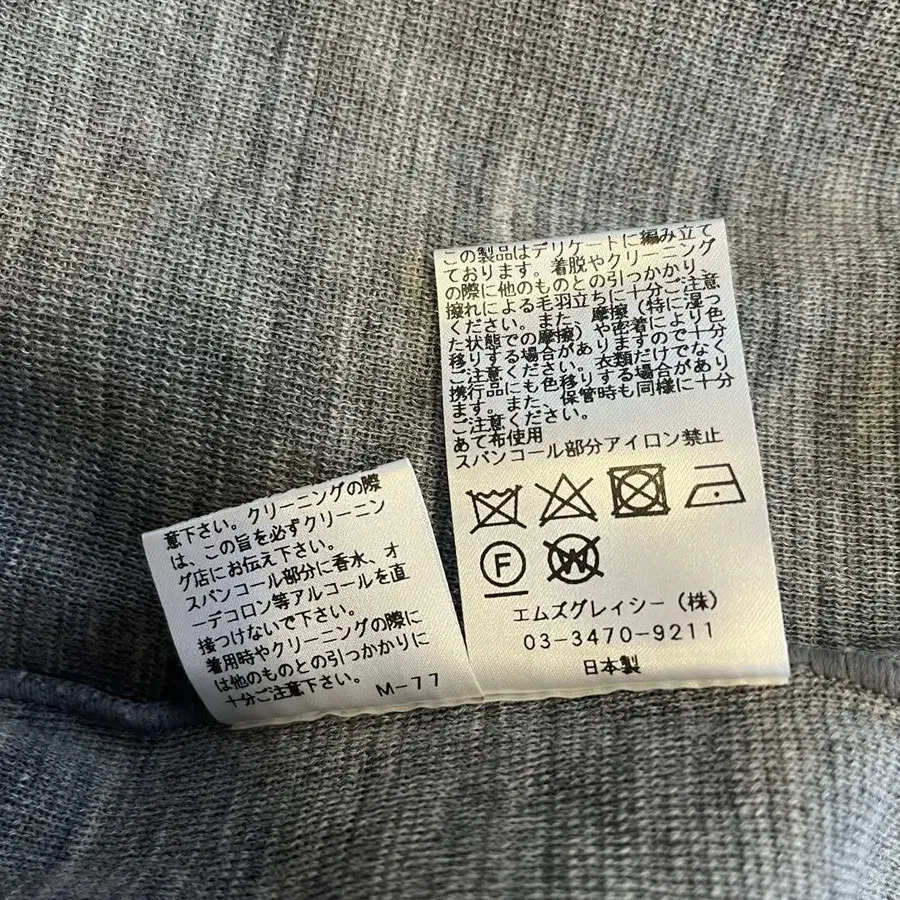 この製品はデリケートに編み立て
ております。着脱やクリーニング
の際に他のものとの引っかかり、
擦れによる毛羽立ちに十分ご注意
ください。また、摩擦（特に湿っ
た状態での摩擦）や密着により色
移りする場合がありますので十分
ご注意ください。衣類だけでなく
携行品にも色移りする場合があり
ます。また、保管時も同様に十分
ご注意ください。
あて布使用
スパンコール部分アイロン禁止
F
W
エムズグレイシー（株）
03-3470-9211
日本製
意下さい。クリーニングの際
は、この旨を必ずクリーニン
グ店にお伝え下さい。
スパンコール部分に香水、オ
ーデコロン等アルコールを直
接つけないで下さい。
着用時やクリーニングの際に
は他のものとの引っかかりに
十分ご注意下さい。
M-77